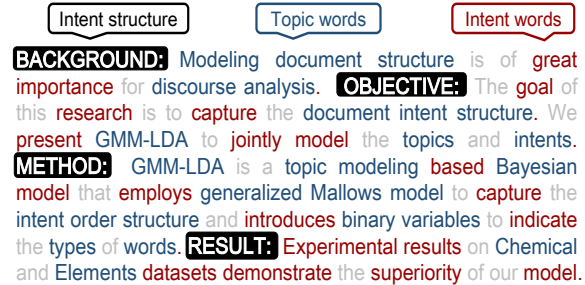 Intent structure Topic words Intent words
BACKGROUND: Modeling document structure is of great
importance for discourse analysis. OBJECTIVE: The goal of
this research is to capture the document intent structure. We
present GMM-LDA to jointly model the topics and intents.
METHOD: GMM-LDA is a topic modeling based Bayesian
model that employs generalized Mallows model to capture the
intent order structure and introduces binary variables to indicate
the types of words. RESULT: Experimental results on Chemical
and Elements datasets demonstrate the superiority of our model.